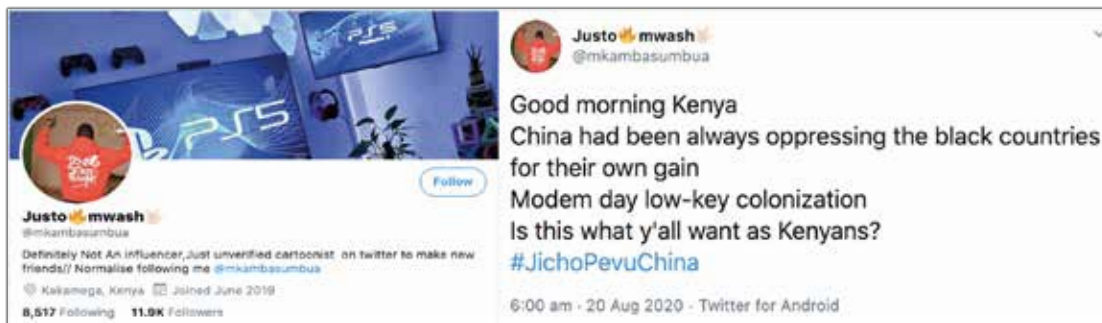 PS5
PS5
Justo🔥mwash👋🏻
@mkambasumbua
Follow
Definitely Not An influencer,Just unverified cartoonist on twitter to make new
friends// Normalise following me @mkambasumbua
Kakamega, Kenya Joined June 2019
8,517 Following 11.9K Followers
Justo🔥mwash👋🏻
@mkambasumbua
Good morning Kenya
China had been always oppressing the black countries
for their own gain
Modem day low-key colonization
Is this what y'all want as Kenyans?
#JichoPevuChina
6:00 am · 20 Aug 2020 · Twitter for Android